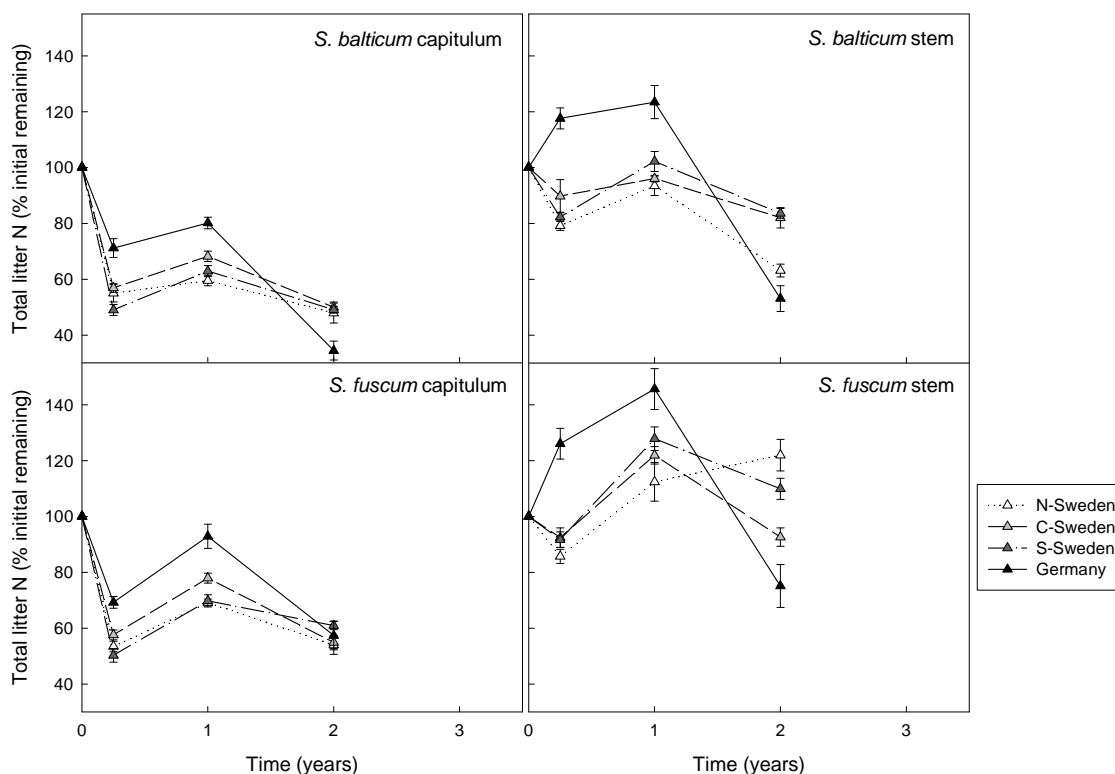 S. balticum capitulum
S. balticum stem
140
120
100
80
60
40
Total litter N (% initial remaining)
S. fuscum capitulum
S. fuscum stem
140
120
100
80
60
40
Total litter N (% initital remaining)
0
1
2
3
0
1
2
3
Time (years)
Time (years)
N-Sweden
C-Sweden
S-Sweden
Germany